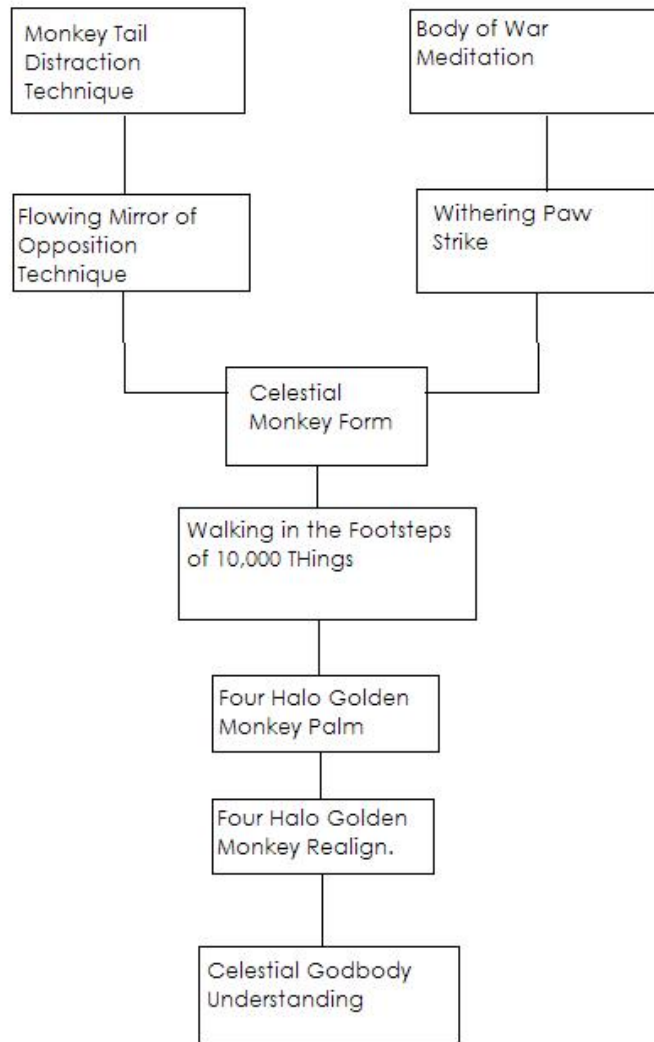 Monkey Tail
Distraction
Technique
Body of War
Meditation
Flowing Mirror of
Opposition
Technique
Withering Paw
Strike
Celestial
Monkey Form
Walking in the Footsteps
of 10,000 THings
Four Halo Golden
Monkey Palm
Four Halo Golden
Monkey Realign.
Celestial Godbody
Understanding